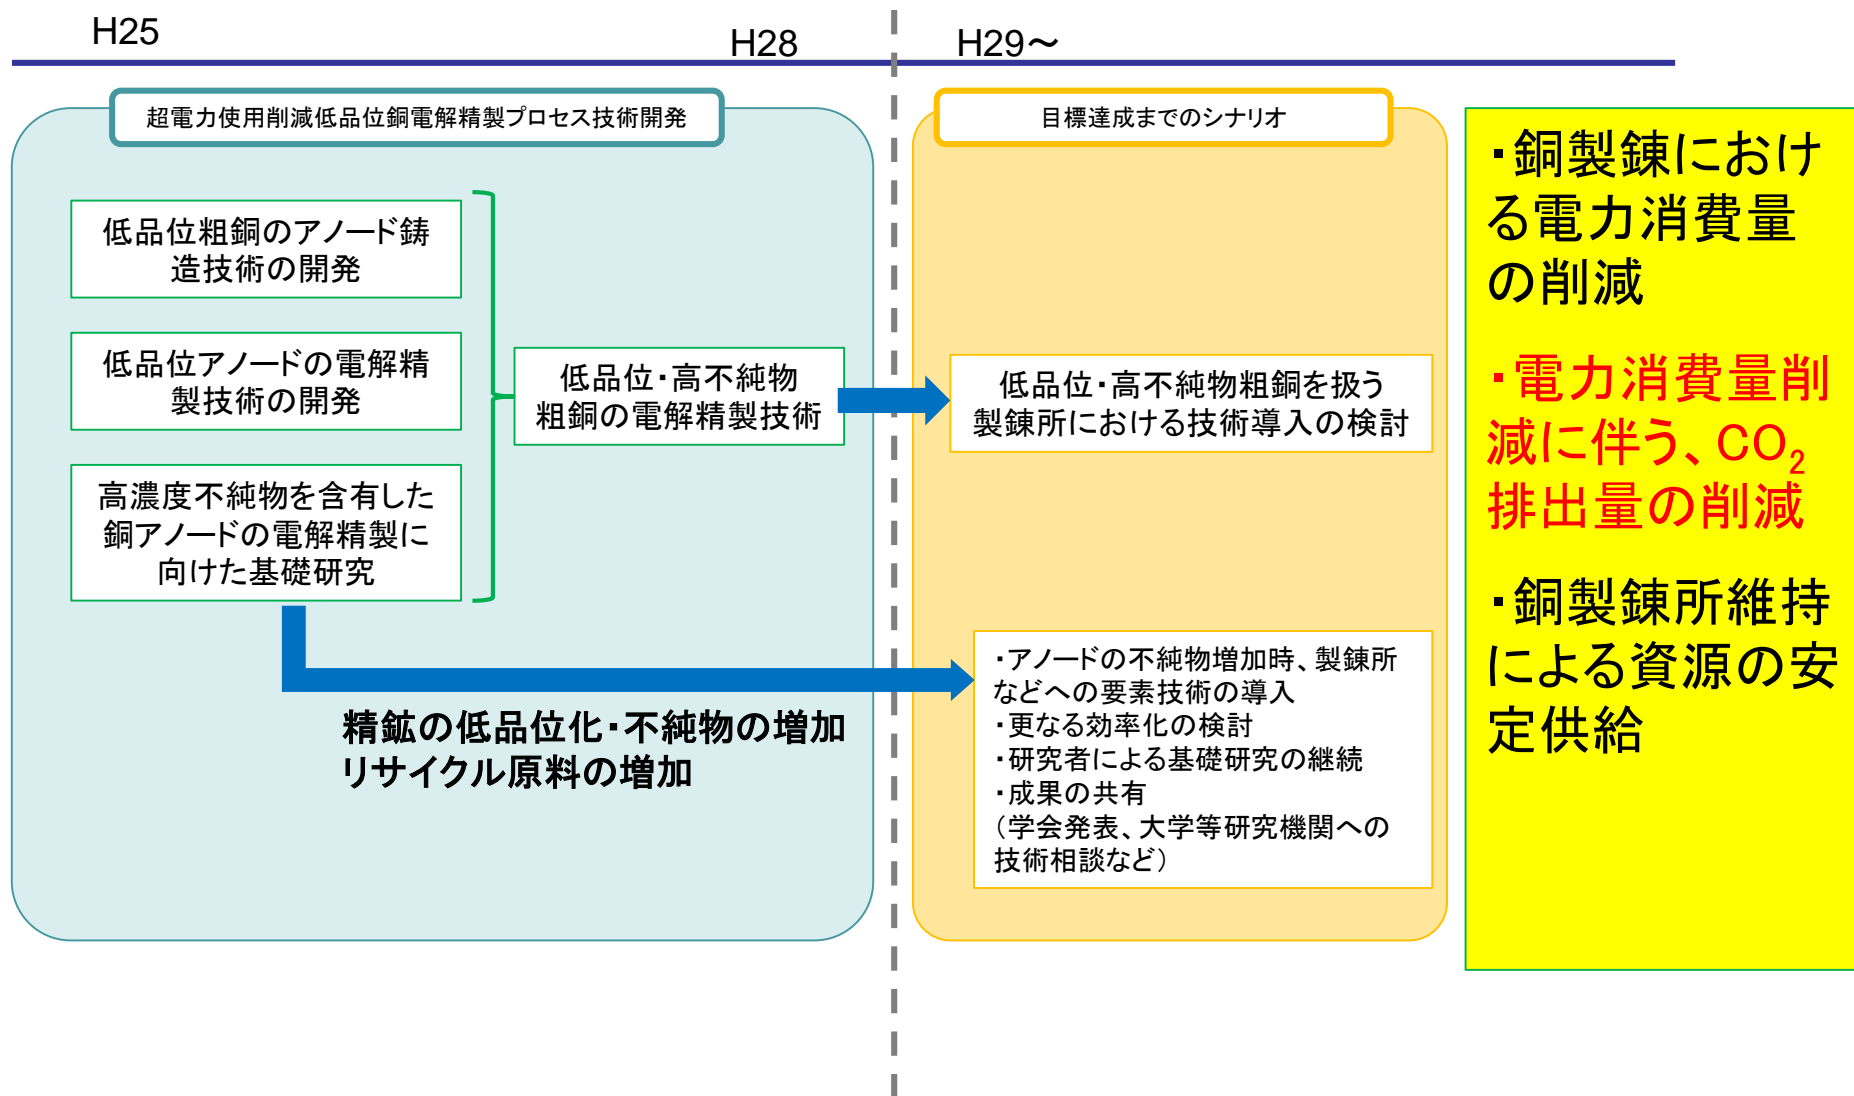 H25
H28
H29～
超電力使用削減低品位銅電解精製プロセス技術開発
低品位粗銅のアノード鋳
造技術の開発
低品位アノードの電解精
製技術の開発
高濃度不純物を含有した
銅アノードの電解精製に
向けた基礎研究
低品位・高不純物
粗銅の電解精製技術
精鉱の低品位化・不純物の増加
リサイクル原料の増加
目標達成までのシナリオ
低品位・高不純物粗銅を扱う
製錬所における技術導入の検討
・アノードの不純物増加時、製錬所
などへの要素技術の導入
・更なる効率化の検討
・研究者による基礎研究の継続
・成果の共有
（学会発表、大学等研究機関への
技術相談など）
・銅製錬におけ
る電力消費量
の削減
・電力消費量削
減に伴う、CO₂
排出量の削減
・銅製錬所維持
による資源の安
定供給